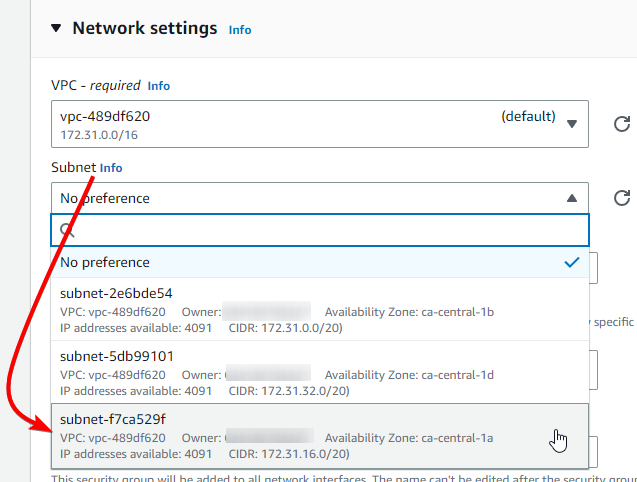 Network settings Info
VPC - required Info
vpc-489df620 (default)
172.31.0.0/16
Subnet Info
No preference
No preference
subnet-2e6bde54
VPC: vpc-489df620 Owner: Availability Zone: ca-central-1b
IP addresses available: 4091 CIDR: 172.31.0.0/20)
subnet-5db99101
VPC: vpc-489df620 Owner: Availability Zone: ca-central-1d
IP addresses available: 4091 CIDR: 172.31.32.0/20)
subnet-f7ca529f
VPC: vpc-489df620 Owner: Availability Zone: ca-central-1a
IP addresses available: 4091 CIDR: 172.31.16.0/20)
specific
This security group will be added to all network interfaces. The name can't be edited after the security